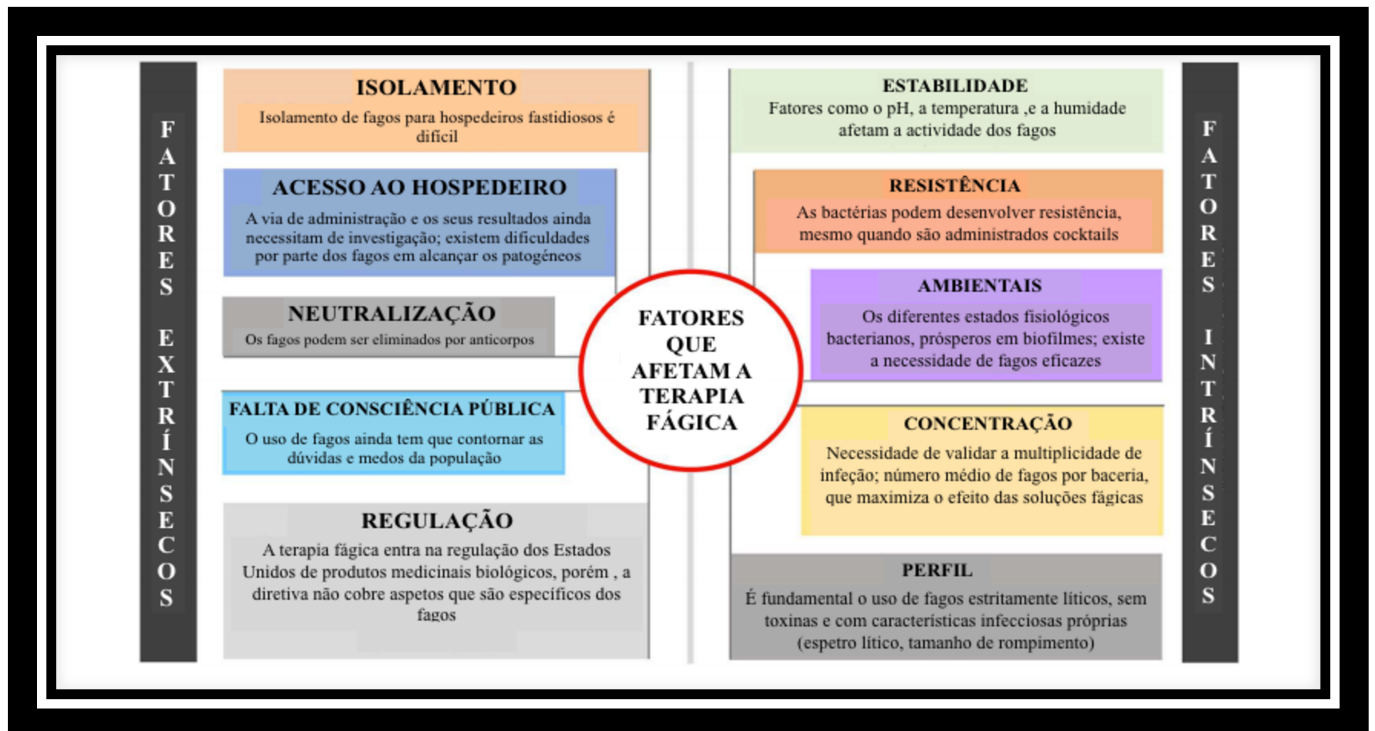 FATORES EXTRÍNSECOS
ISOLAMENTO
Isolamento de fagos para hospedeiros fastidiosos é
difícil
ACESSO AO HOSPEDEIRO
A via de administração e os seus resultados ainda
necessitam de investigação; existem dificuldades
por parte dos fagos em alcançar os patogéneos
NEUTRALIZAÇÃO
Os fagos podem ser eliminados por anticorpos
FALTA DE CONSCIÊNCIA PÚBLICA
O uso de fagos ainda tem que contornar as
dúvidas e medos da população
REGULAÇÃO
A terapia fágica entra na regulação dos Estados
Unidos de produtos medicinais biológicos, porém , a
diretiva não cobre aspetos que são específicos dos
fagos
FATORES
QUE
AFETAM A
TERAPIA
FÁGICA
ESTABILIDADE
Fatores como o pH, a temperatura ,e a humidade
afetam a actividade dos fagos
RESISTÊNCIA
As bactérias podem desenvolver resistência,
mesmo quando são administrados cocktails
AMBIENTAIS
Os diferentes estados fisiológicos
bacterianos, prósperos em biofilmes; existe
a necessidade de fagos eficazes
CONCENTRAÇÃO
Necessidade de validar a multiplicidade de
infeção; número médio de fagos por baceria,
que maximiza o efeito das soluções fágicas
PERFIL
É fundamental o uso de fagos estritamente líticos, sem
toxinas e com características infecciosas próprias
(espetro lítico, tamanho de rompimento)
FATORES INTRÍNSECOS